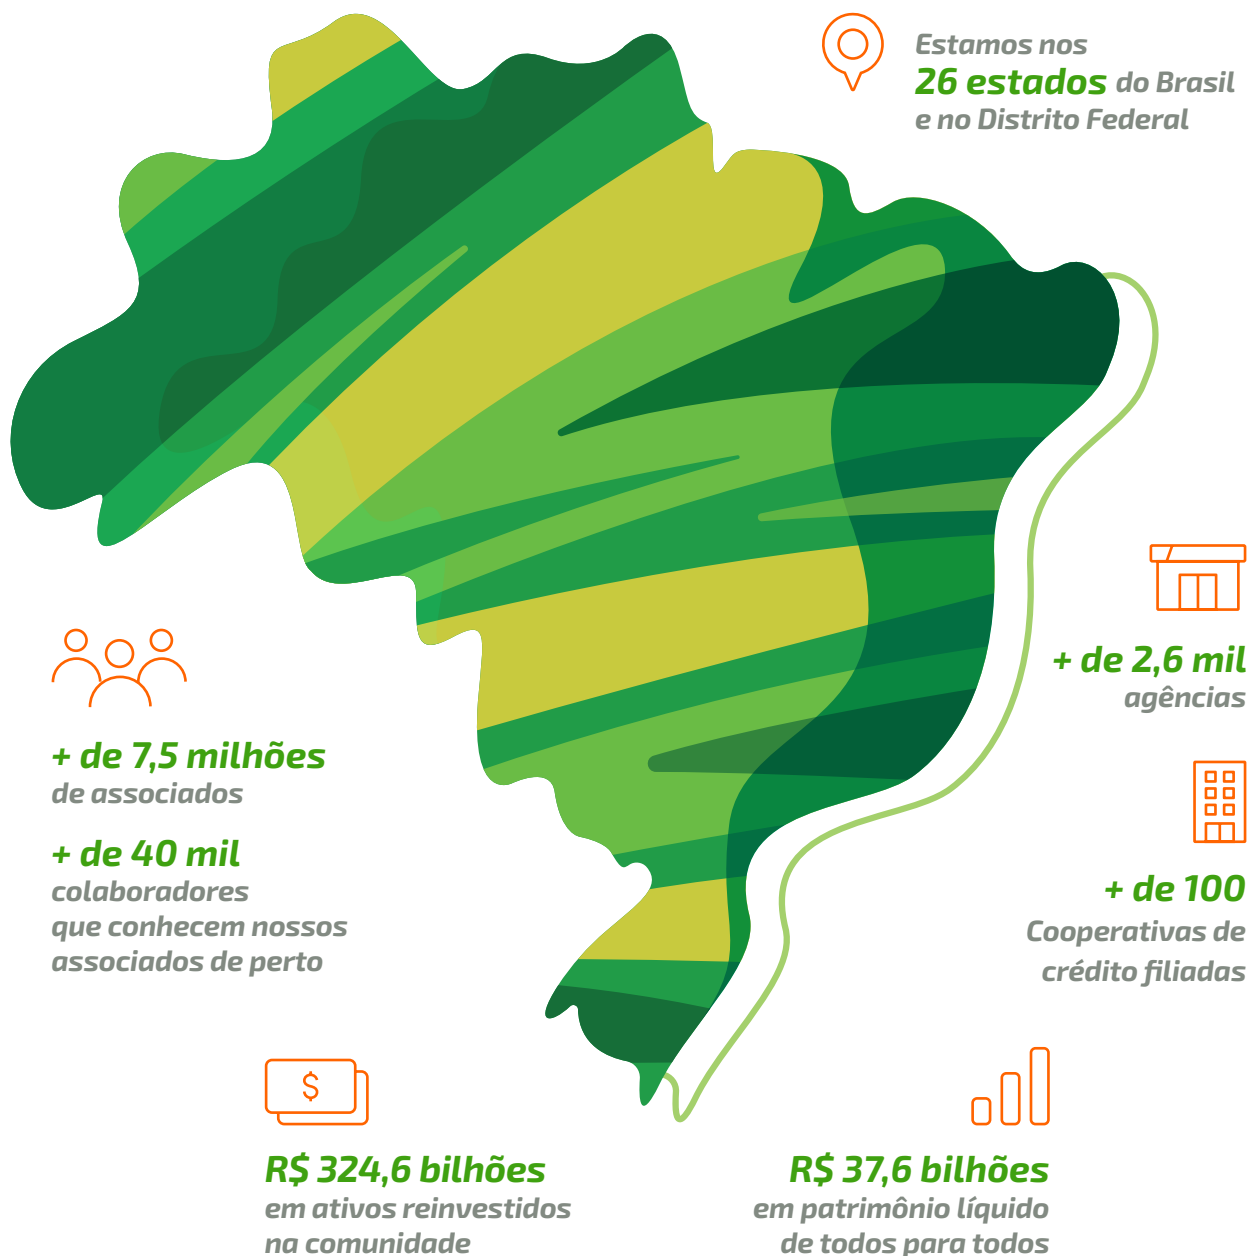 Estamos nos
26 estados do Brasil
e no Distrito Federal
+ de 2,6 mil
agências
+ de 7,5 milhões
de associados
+ de 40 mil
colaboradores
que conhecem nossos
associados de perto
+ de 100
Cooperativas de
crédito filiadas
$
R$ 324,6 bilhões
em ativos reinvestidos
na comunidade
R$ 37,6 bilhões
em patrimônio líquido
de todos para todos